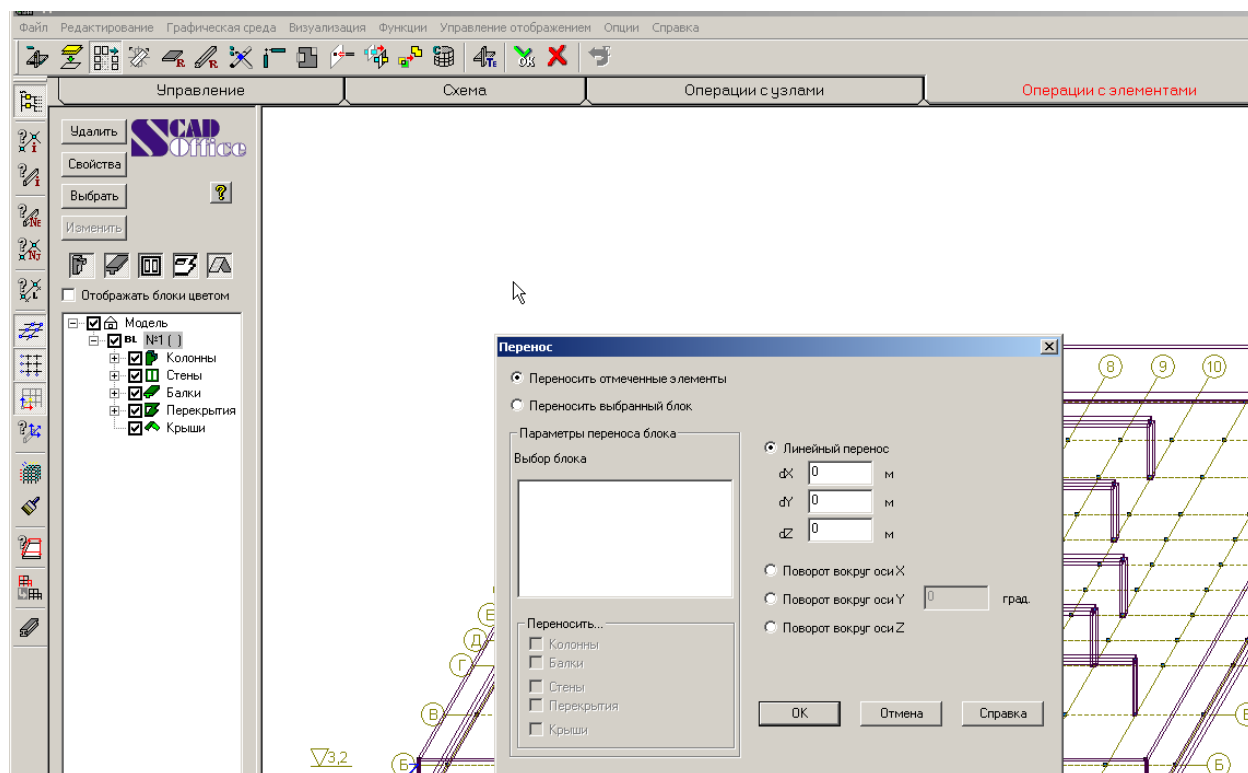 Файл Редактирование Графическая среда Визуализация Функции Управление отображением Опции Справка
Управление Схема Операции с узлами Операции с элементами
Удалить
SCAD Office
Свойства
Выбрать
Изменить
Отображать блоки цветом
Модель
BL №1 ( )
Колонны
Стены
Балки
Перекрытия
Крыши
Перенос
Переносить отмеченные элементы
Переносить выбранный блок
Параметры переноса блока
Выбор блока
Линейный перенос
dX 0 м
dY 0 м
dZ 0 м
Поворот вокруг оси X
Поворот вокруг оси Y 0 град.
Поворот вокруг оси Z
Переносить...
Колонны
Балки
Стены
Перекрытия
Крыши
OK Отмена Справка
8 9 10
Е
Д
Г
В
3,2
Б Б